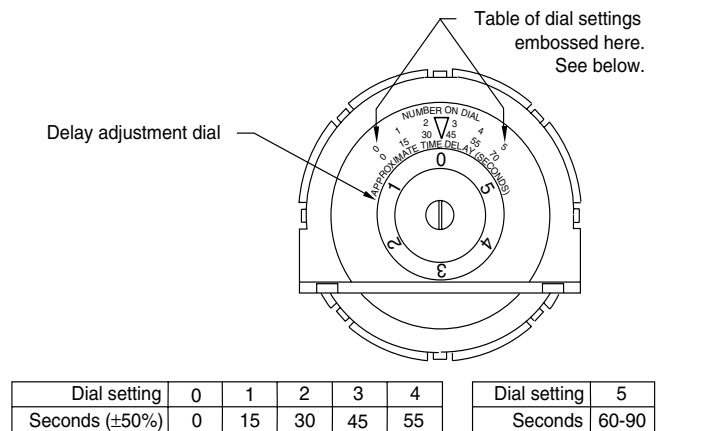 Table of dial settings
embossed here.
See below.
Delay adjustment dial
NUMBER ON DIAL
0 1 2 3 4 5
0 15 30 45 55 70
APPROXIMATE TIME DELAY (SECONDS)
0 1 2 3 4 5
Dial setting 0 1 2 3 4
Seconds (±50%) 0 15 30 45 55
Dial setting 5
Seconds 60-90